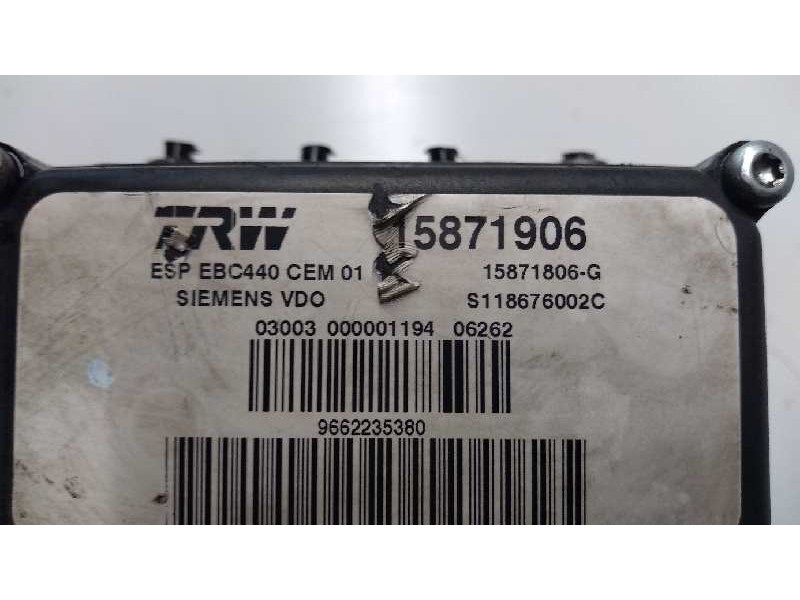 TRW 15871906
ESP EBC440 CEM 01 15871806-G
SIEMENS VDO S118676002C
03003 000001194 06262
9662235380